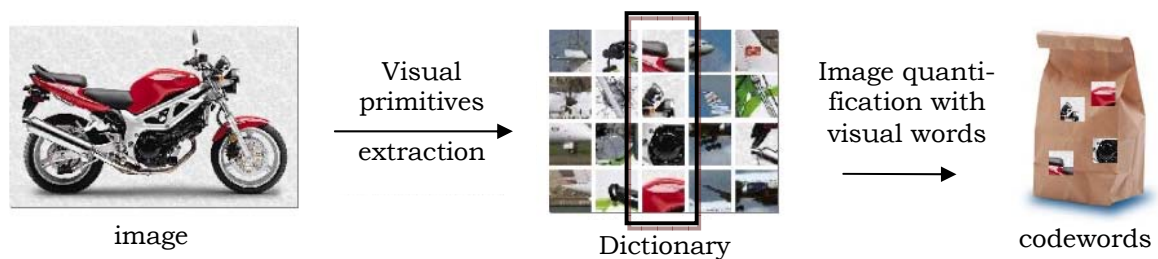 Visual
primitives
extraction
Image quanti-
fication with
visual words
image
Dictionary
codewords